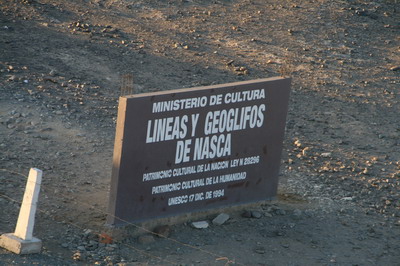 MINISTERIO DE CULTURA
LINEAS Y GEOGLIFOS
DE NASCA
PATRIMONIO CULTURAL DE LA NACION LEY N 28296
PATRIMONIO CULTURAL DE LA HUMANIDAD
UNESCO 17 DIC. DE 1994